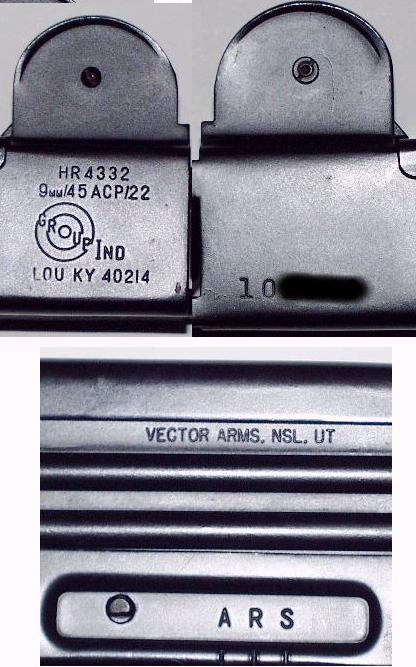 HR4332
9MM/45 ACP/22
GROUP IND
LOU KY 40214
10
VECTOR ARMS. NSL. UT
A R S